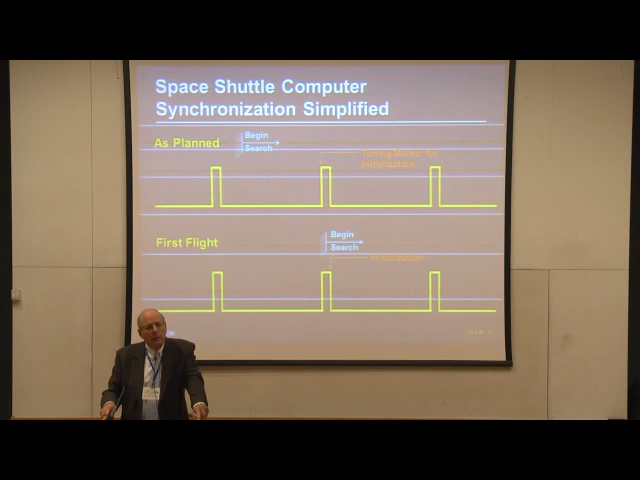 Space Shuttle Computer
Synchronization Simplified
As Planned
Begin
Search
Timing Marker for
Initialization
First Flight
Begin
Search
Initialization